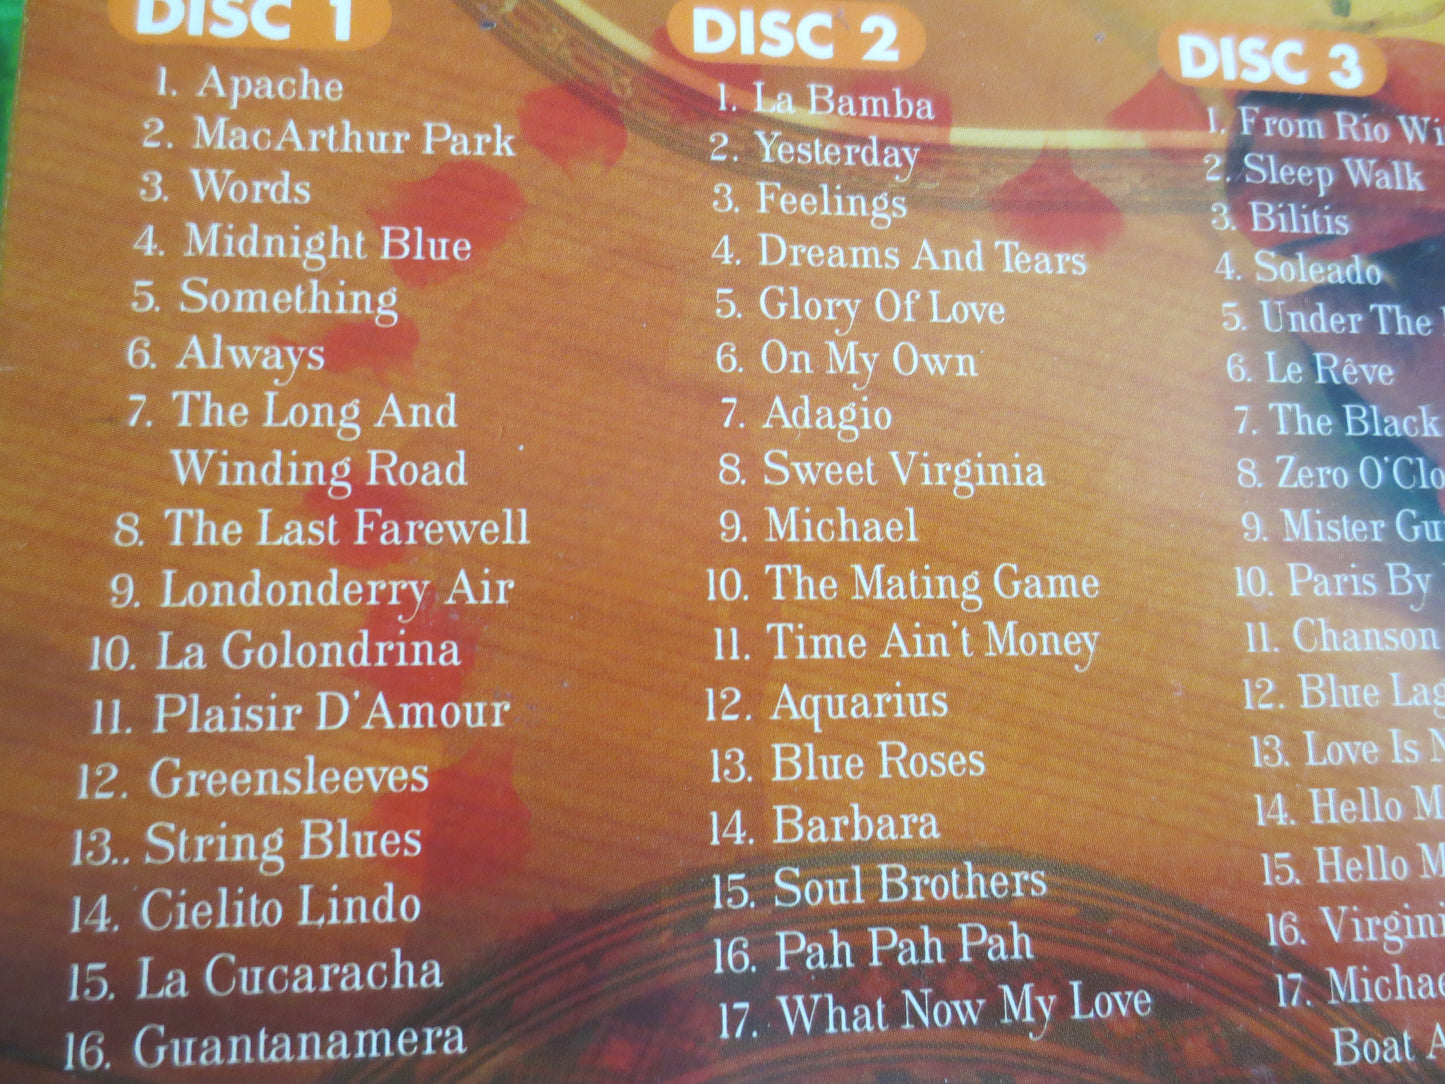 DISC 1
1. Apache
2. MacArthur Park
3. Words
4. Midnight Blue
5. Something
6. Always
7. The Long And
Winding Road
8. The Last Farewell
9. Londonderry Air
10. La Golondrina
11. Plaisir D'Amour
12. Greensleeves
13.. String Blues
14. Cielito Lindo
15. La Cucaracha
16. Guantanamera
DISC 2
1. La Bamba
2. Yesterday
3. Feelings
4. Dreams And Tears
5. Glory Of Love
6. On My Own
7. Adagio
8. Sweet Virginia
9. Michael
10. The Mating Game
11. Time Ain't Money
12. Aquarius
13. Blue Roses
14. Barbara
15. Soul Brothers
16. Pah Pah Pah
17. What Now My Love
DISC 3
1. From Rio
2. Sleep Walk
3. Bilitis
4. Soleado
5. Under The
6. Le Rêve
7. The Black
8. Zero
9. Mister
10. Paris By
11. Chanson
12. Blue
13. Love Is
14. Hello
15. Hello
16.
17.
Boat